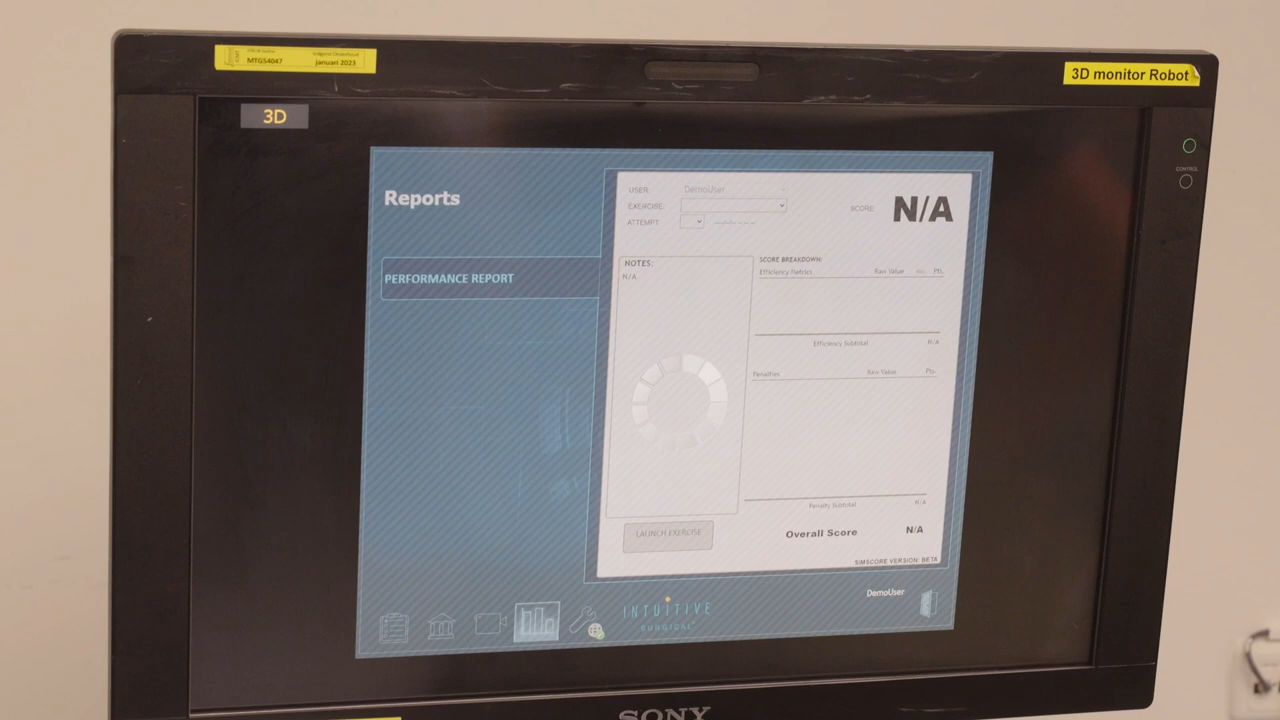 MTGS4047
januari 2023
3D monitor Robot
3D
CONTROL
Reports
PERFORMANCE REPORT
USER: DemoUser
EXERCISE:
ATTEMPT:
SCORE: N/A
NOTES:
N/A
SCORE BREAKDOWN:
Efficiency Metrics Raw Value Pts.
Efficiency Subtotal N/A
Penalties Raw Value Pts.
Penalty Subtotal N/A
LAUNCH EXERCISE
Overall Score N/A
SIMSCORE VERSION: BETA
DemoUser
INTUITIVE
SURGICAL
SONY